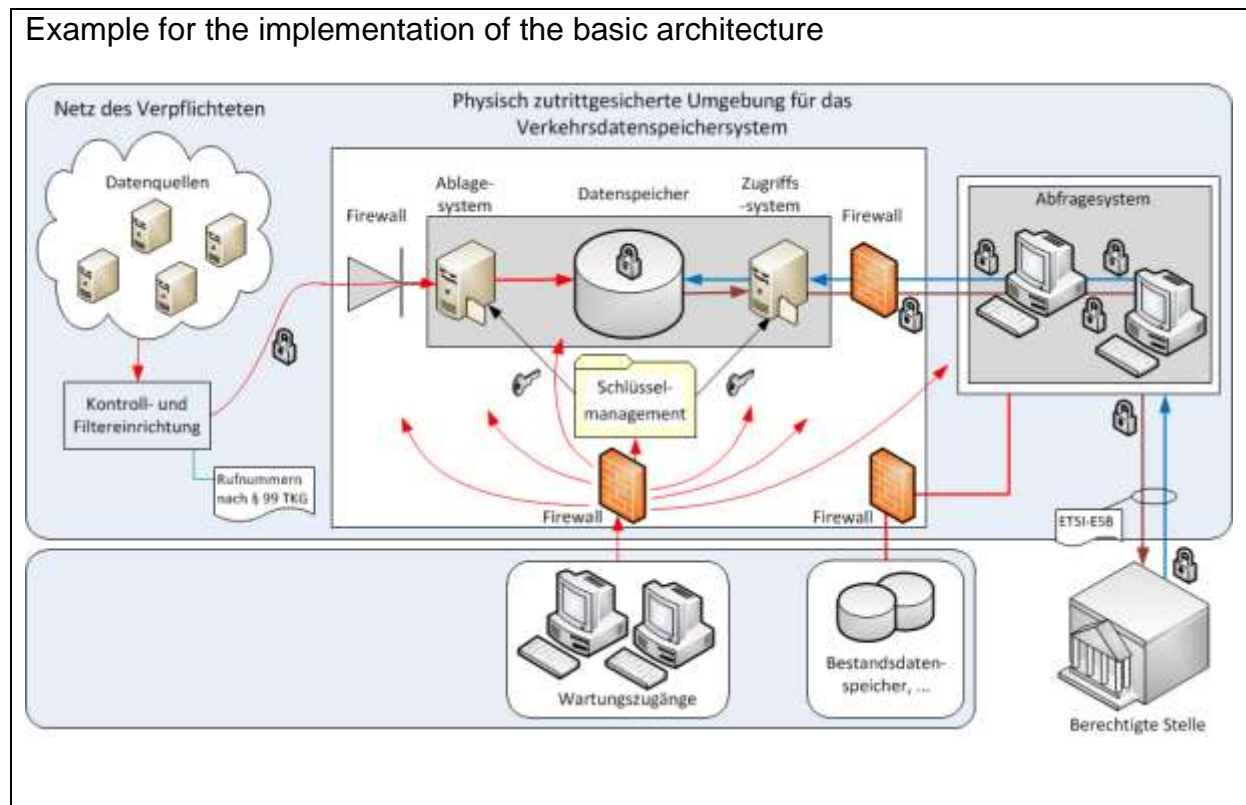 Example for the implementation of the basic architecture
Netz des Verpflichteten
Physisch zutrittgesicherte Umgebung für das
Verkehrsdatenspeichersystem
Datenquellen
Firewall
Ablage-
system
Datenspeicher
Zugriffs
-system
Firewall
Abfragesystem
Kontroll- und
Filtereinrichtung
Schlüssel-
management
Rufnummern
nach § 99 TKG
Firewall
Firewall
ETSI-ESB
Wartungszugänge
Bestandsdaten-
speicher, ...
Berechtigte Stelle